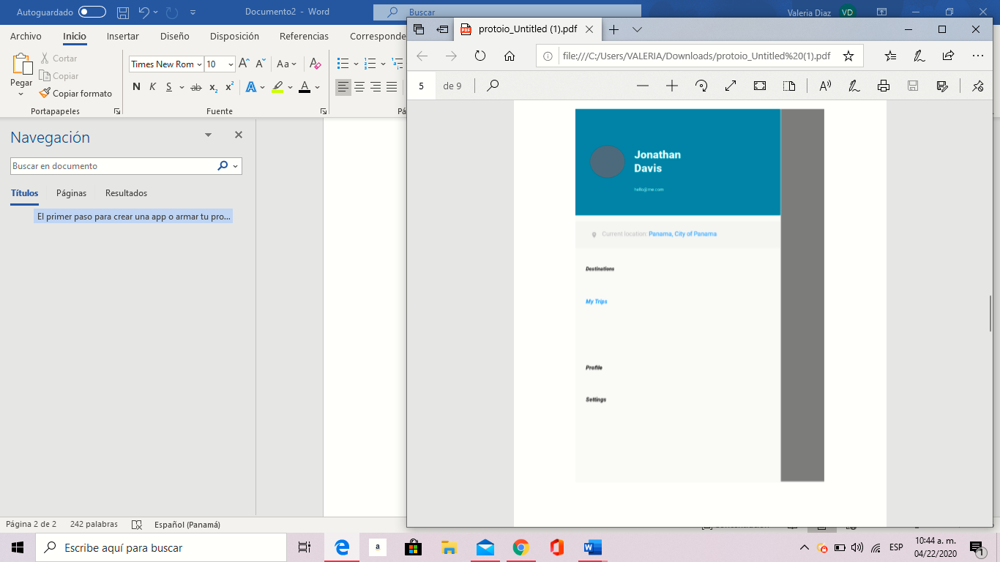 Autoguardado
Documento2 - Word
Buscar
Valeria Diaz
VD
Archivo Inicio Insertar Diseño Disposición Referencias Corresponde
Pegar
Cortar
Copiar
Copiar formato
Portapapeles
Times New Rom 10
Aa
N K S ab x₂ x²
A A
Fuente
Pá
Navegación
Buscar en documento
Títulos Páginas Resultados
El primer paso para crear una app o armar tu pro...
Página 2 de 2 242 palabras Español (Panamá)
PDF
protoio_Untitled (1).pdf
file:///C:/Users/VALERIA/Downloads/protoio_Untitled%20(1).pdf
5 de 9
Jonathan
Davis
hello@me.com
Current location: Panama, City of Panama
Destinations
My Trips
Profile
Settings
Escribe aquí para buscar
a
ESP
10:44 a. m.
04/22/2020
1